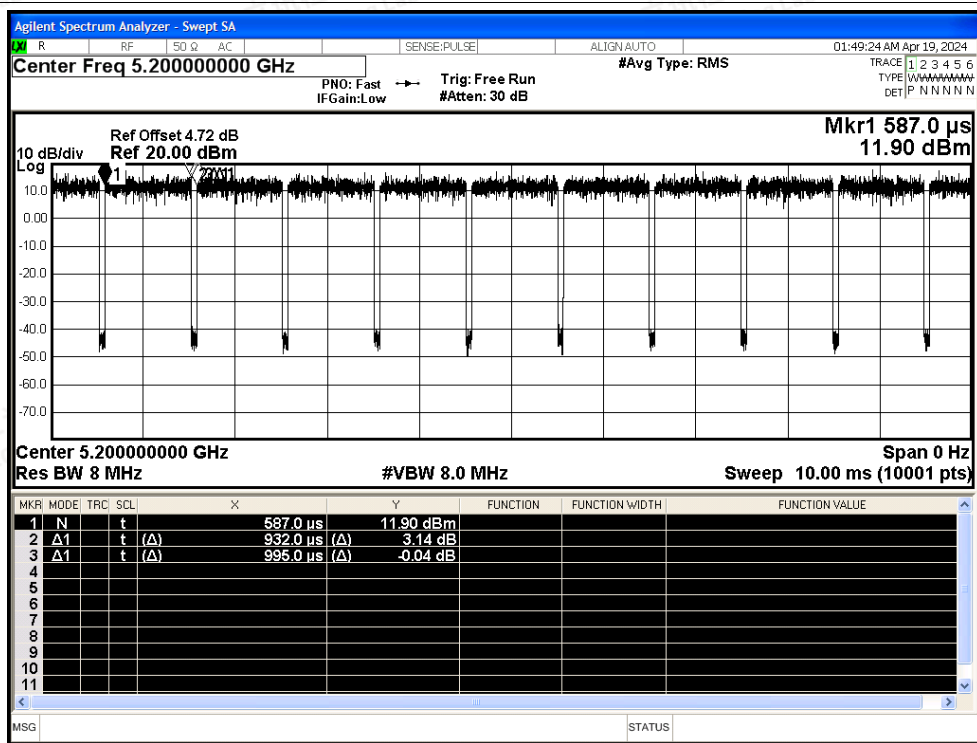 Agilent Spectrum Analyzer - Swept SA
LXI R RF 50 Ω AC SENSE:PULSE ALIGN AUTO 01:49:24 AM Apr 19, 2024
Center Freq 5.200000000 GHz
PNO: Fast
IFGain:Low
Trig: Free Run
#Atten: 30 dB
#Avg Type: RMS
TRACE 1 2 3 4 5 6
TYPE WWWWWW
DET P N N N N N
Mkr1 587.0 µs
11.90 dBm
Ref Offset 4.72 dB
10 dB/div Ref 20.00 dBm
Log
1
10.0
0.00
-10.0
-20.0
-30.0
-40.0
-50.0
-60.0
-70.0
Center 5.200000000 GHz Span 0 Hz
Res BW 8 MHz #VBW 8.0 MHz Sweep 10.00 ms (10001 pts)
MKR MODE TRC SCL X Y FUNCTION FUNCTION WIDTH FUNCTION VALUE
1 N t 587.0 µs 11.90 dBm
2 Δ1 t (Δ) 932.0 µs (Δ) 3.14 dB
3 Δ1 t (Δ) 995.0 µs (Δ) -0.04 dB
4
5
6
7
8
9
10
11
MSG STATUS